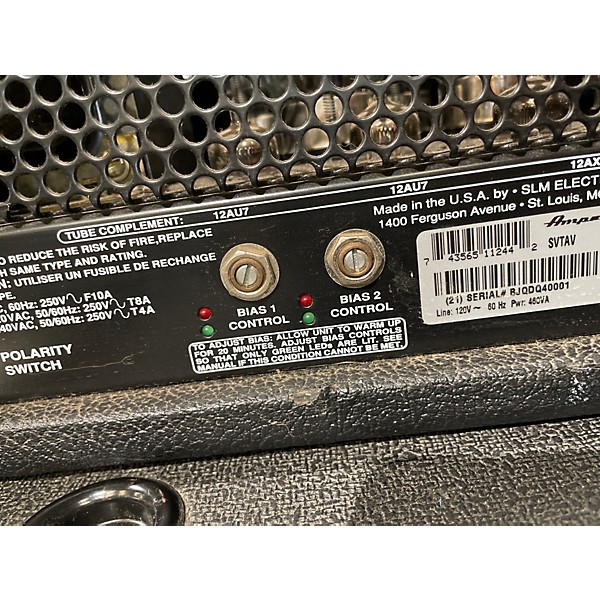 12AX
12AU7
12AU7
TUBE COMPLEMENT:
Made in the U.S.A. by • SLM ELECT
1400 Ferguson Avenue • St. Louis, Mo
O REDUCE THE RISK OF FIRE, REPLACE
H SAME TYPE AND RATING.
N: UTILISER UN FUSIBLE DE RECHANGE
PE.
C, 60Hz: 250V F10A
0VAC, 50/60Hz: 250V T8A
40VAC, 50/60Hz: 250V T4A
POLARITY
SWITCH
BIAS 1
CONTROL
BIAS 2
CONTROL
TO ADJUST BIAS: ALLOW UNIT TO WARM UP
FOR 20 MINUTES. ADJUST BIAS CONTROLS
SO THAT ONLY GREEN LEDs ARE LIT. SEE
MANUAL IF THIS CONDITION CANNOT BE MET.
Ampe
SVTAV
7 43565 11244 2
(21) SERIAL# RJQDQ40001
Line: 120V ~ 60 Hz Pwr: 460VA